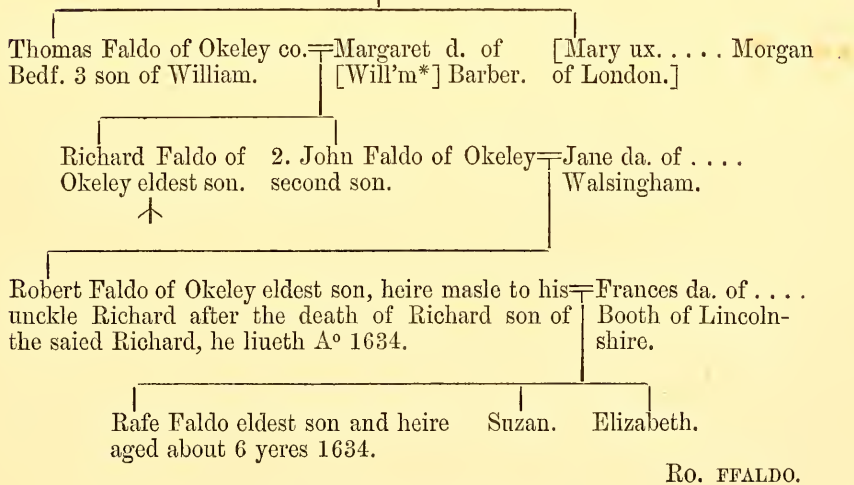 Thomas Faldo of Okeley co. Margaret d. of [Mary ux. . . . . Morgan
Bedf. 3 son of William. [Will'm*] Barber. of London.]
Richard Faldo of 2. John Faldo of Okeley Jane da. of . . . .
Okeley eldest son. second son. Walsingham.
Robert Faldo of Okeley eldest son, heire masle to his Frances da. of . . . .
unckle Richard after the death of Richard son of Booth of Lincoln-
the saied Richard, he liueth Aº 1634. shire.
Rafe Faldo eldest son and heire Suzan. Elizabeth.
aged about 6 yeres 1634.
Ro. FFALDO.